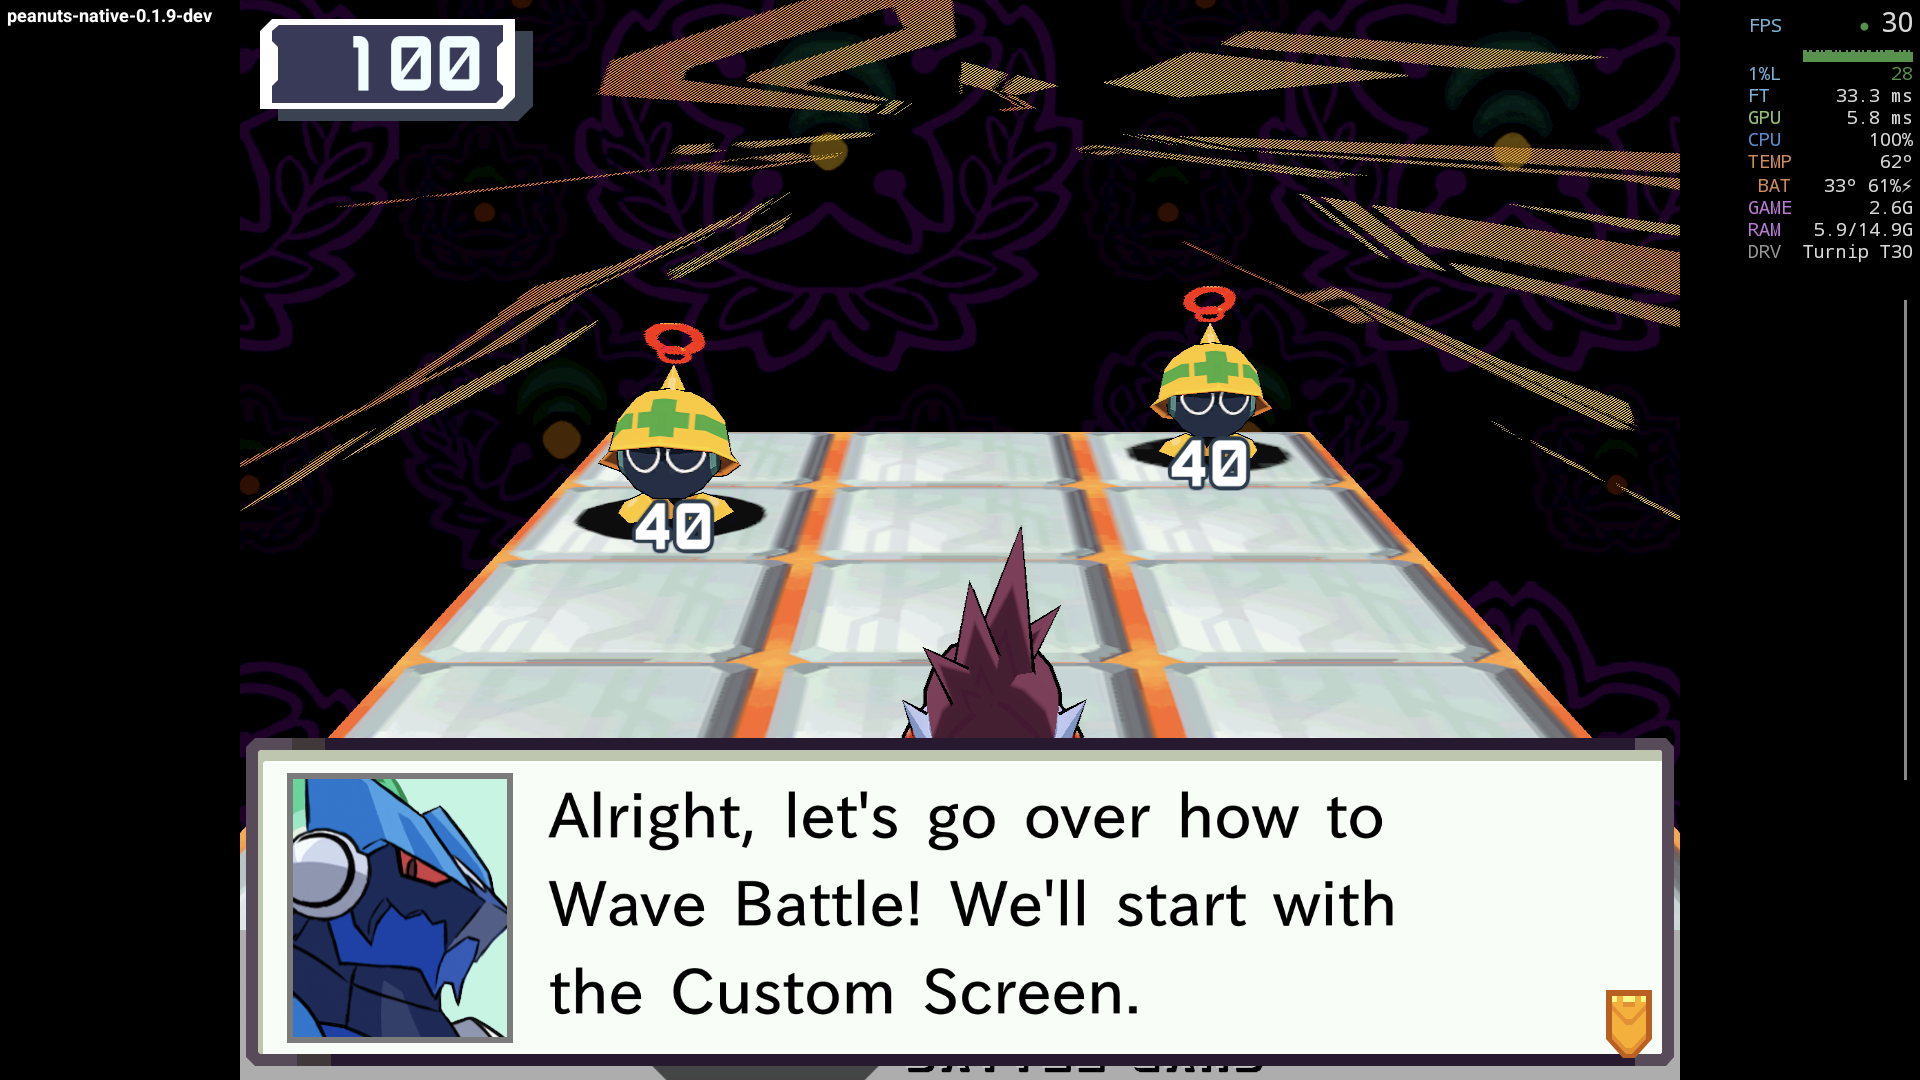 peanuts-native-0.1.9-dev
100
FPS 30
1%L 28
FT 33.3 ms
GPU 5.8 ms
CPU 100%
TEMP 62°
BAT 33° 61%⚡
GAME 2.6G
RAM 5.9/14.9G
DRV Turnip T30
40
40
Alright, let's go over how to
Wave Battle! We'll start with
the Custom Screen.